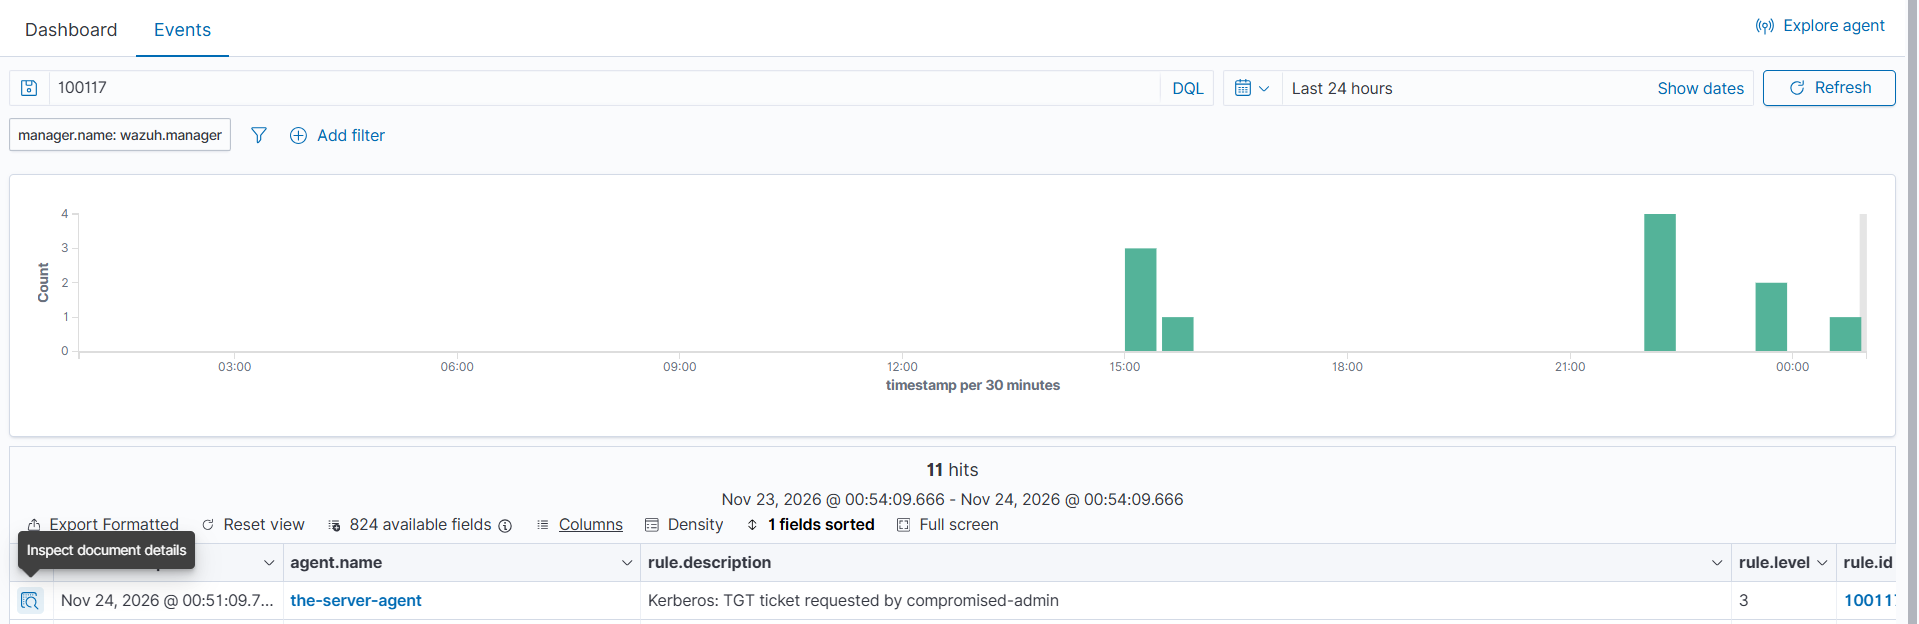 Dashboard Events Explore agent
100117 DQL Last 24 hours Show dates Refresh
manager.name: wazuh.manager Add filter
4
3
2
1
0
Count
03:00 06:00 09:00 12:00 15:00 18:00 21:00 00:00
timestamp per 30 minutes
11 hits
Nov 23, 2026 @ 00:54:09.666 - Nov 24, 2026 @ 00:54:09.666
Export Formatted Reset view 824 available fields Columns Density 1 fields sorted Full screen
Inspect document details
agent.name rule.description rule.level rule.id
Nov 24, 2026 @ 00:51:09.7... the-server-agent Kerberos: TGT ticket requested by compromised-admin 3